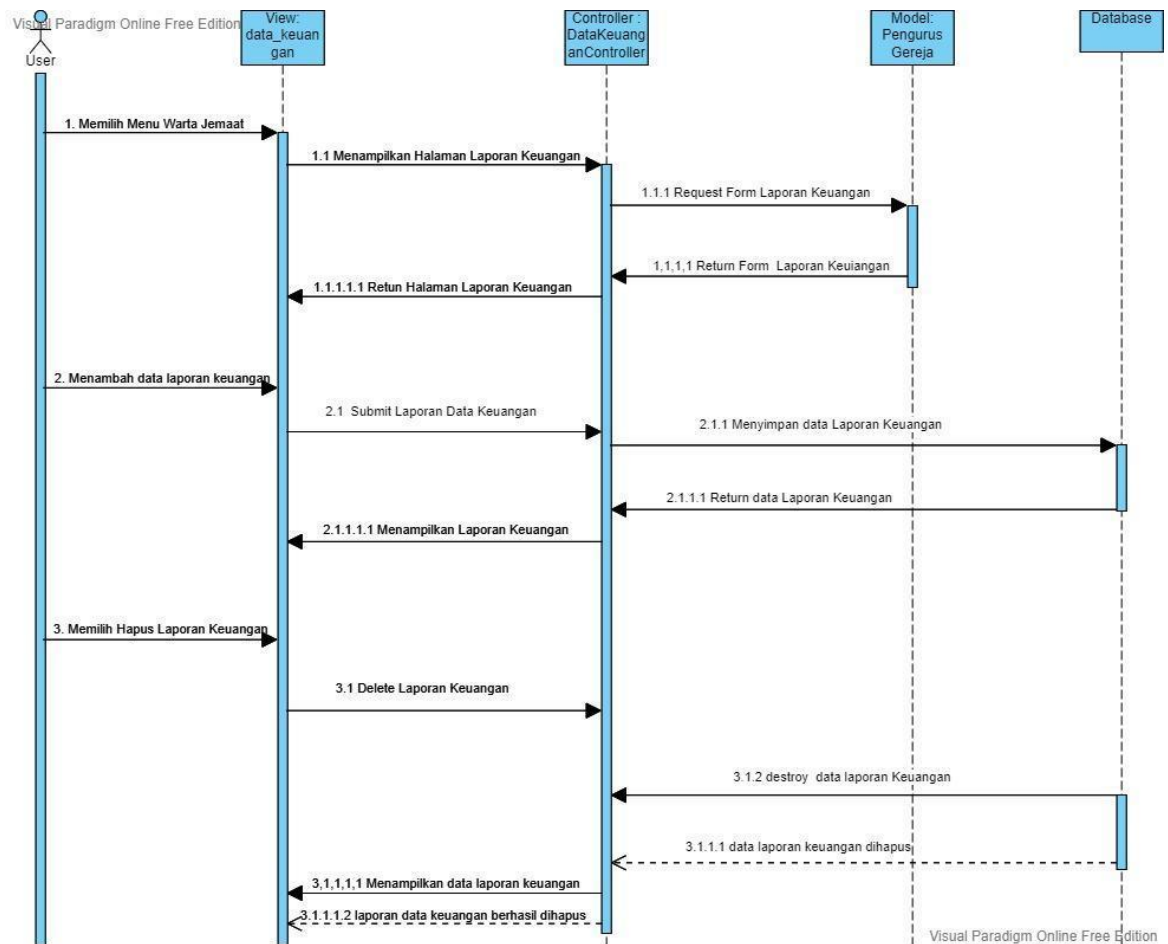 Visual Paradigm Online Free Edition
User
View:
data_keuan
gan
Controller :
DataKeuang
anController
Model:
Pengurus
Gereja
Database
1. Memilih Menu Warta Jemaat
1.1 Menampilkan Halaman Laporan Keuangan
1.1.1 Request Form Laporan Keuangan
1,1,1,1 Return Form Laporan Keuiangan
1.1.1.1.1 Retun Halaman Laporan Keuangan
2. Menambah data laporan keuangan
2.1 Submit Laporan Data Keuangan
2.1.1 Menyimpan data Laporan Keuangan
2.1.1.1 Return data Laporan Keuangan
2.1.1.1.1 Menampilkan Laporan Keuangan
3. Memilih Hapus Laporan Keuangan
3.1 Delete Laporan Keuangan
3.1.2 destroy data laporan Keuangan
3.1.1.1 data laporan keuangan dihapus
3,1,1,1,1 Menampilkan data laporan keuangan
3.1.1.1.2 laporan data keuangan berhasil dihapus
Visual Paradigm Online Free Edition